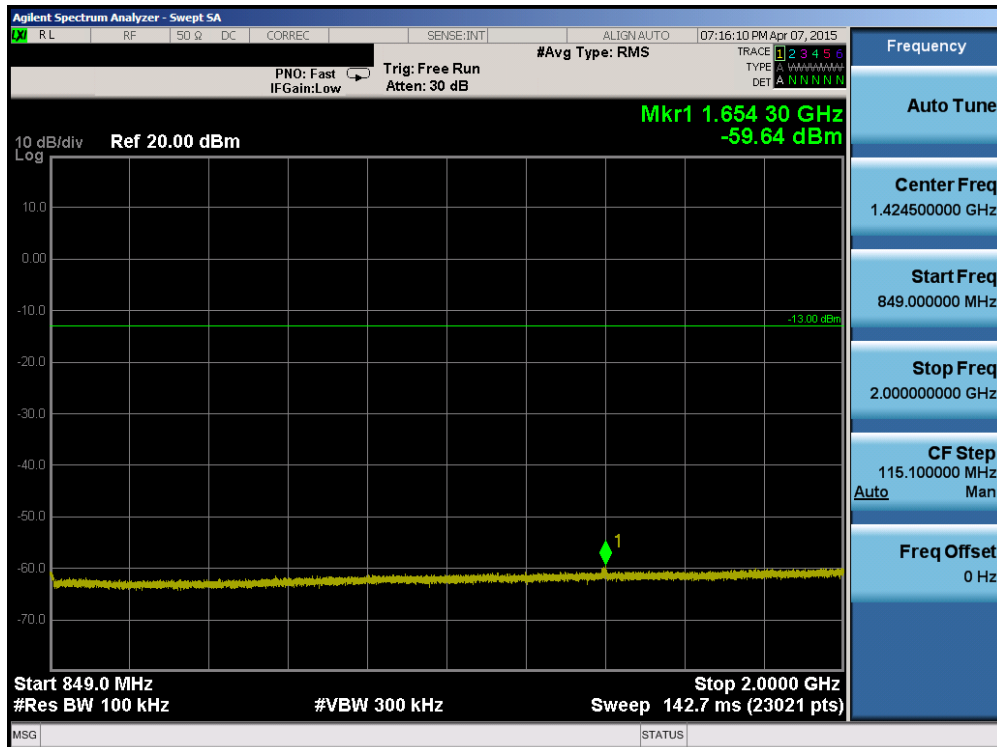 Agilent Spectrum Analyzer - Swept SA
LXI RL RF 50 Ω DC CORREC SENSE:INT ALIGN AUTO 07:16:10 PM Apr 07, 2015
PNO: Fast Trig: Free Run #Avg Type: RMS TRACE 1 2 3 4 5 6
IFGain:Low Atten: 30 dB TYPE A WWWWW
DET A N N N N N
Mkr1 1.654 30 GHz
-59.64 dBm
10 dB/div Ref 20.00 dBm
Log
10.0
0.00
-10.0
-13.00 dBm
-20.0
-30.0
-40.0
-50.0
1
-60.0
-70.0
Start 849.0 MHz Stop 2.0000 GHz
#Res BW 100 kHz #VBW 300 kHz Sweep 142.7 ms (23021 pts)
MSG STATUS
Frequency
Auto Tune
Center Freq
1.424500000 GHz
Start Freq
849.000000 MHz
Stop Freq
2.000000000 GHz
CF Step
115.100000 MHz
Auto Man
Freq Offset
0 Hz